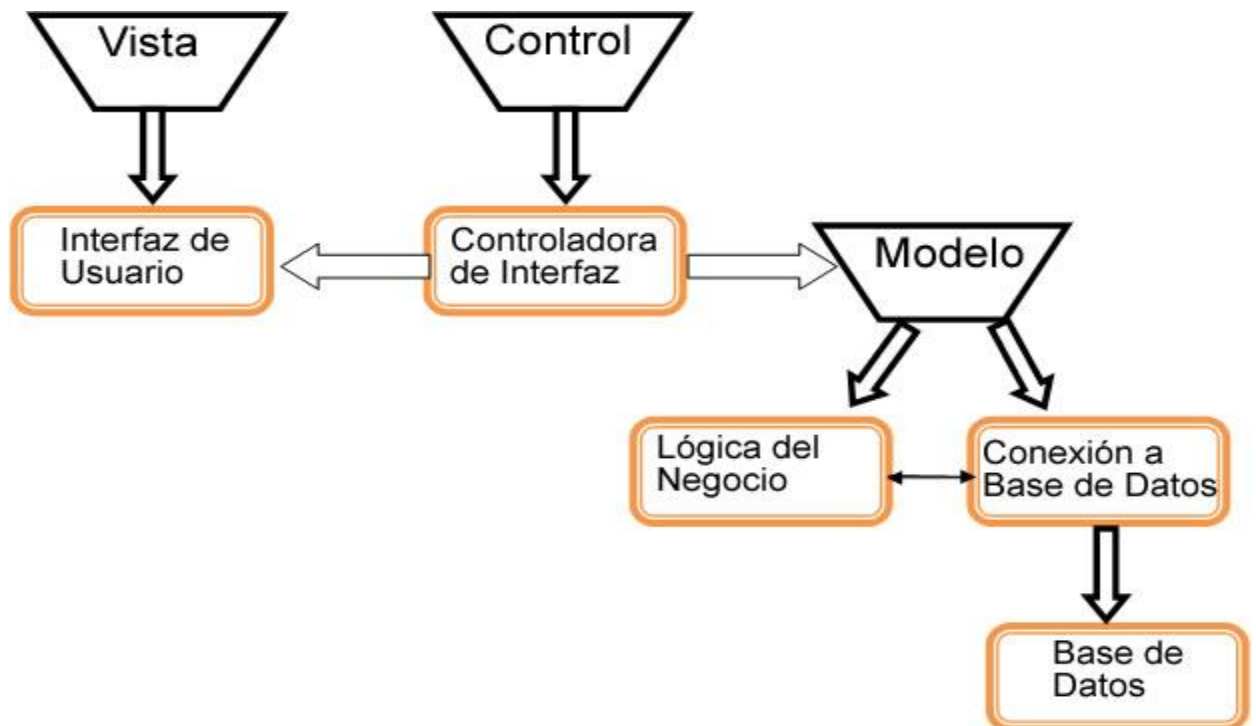 Vista
Control
Interfaz de
Usuario
Controladora
de Interfaz
Modelo
Lógica del
Negocio
Conexión a
Base de Datos
Base de
Datos